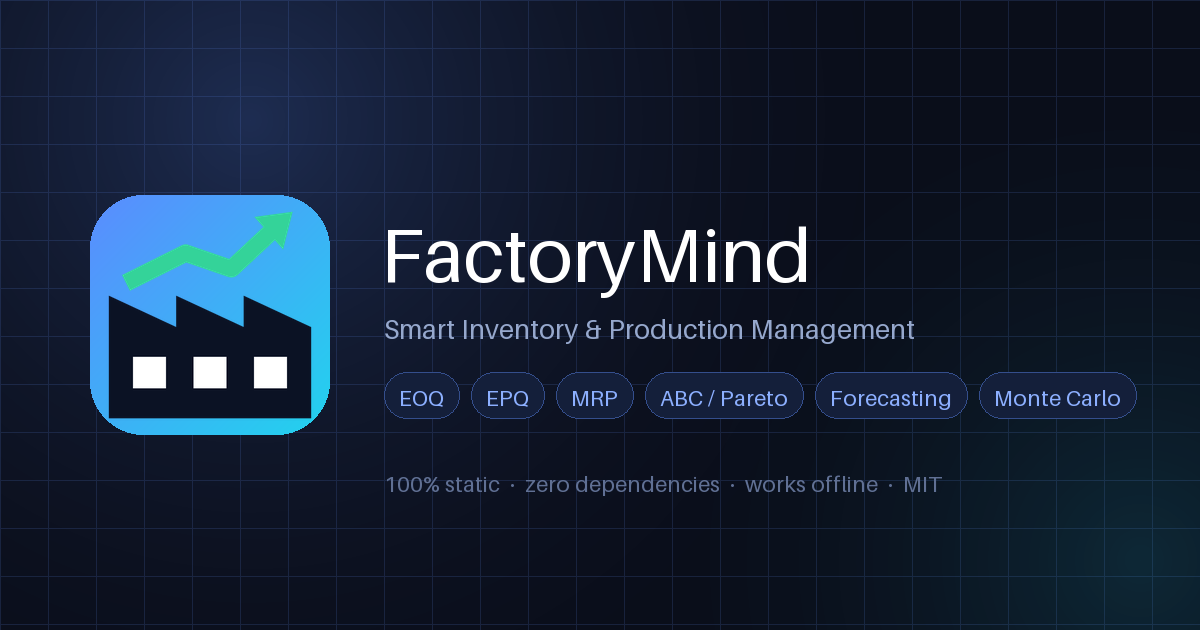 FactoryMind
Smart Inventory & Production Management
EOQ EPQ MRP ABC / Pareto Forecasting Monte Carlo
100% static · zero dependencies · works offline · MIT